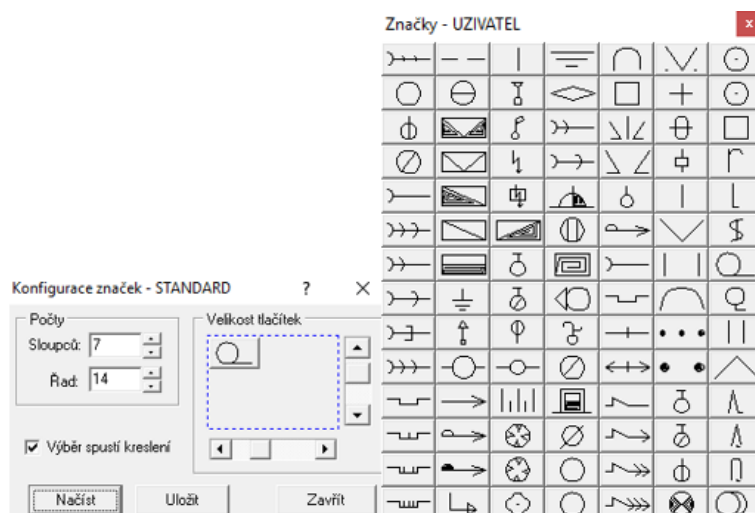 Značky - UZIVATEL
x
Konfigurace značek - STANDARD
?
Počty
Sloupců: 7
Řad: 14
Velikost tlačítek
Výběr spustí kreslení
Načíst
Uložit
Zavřít